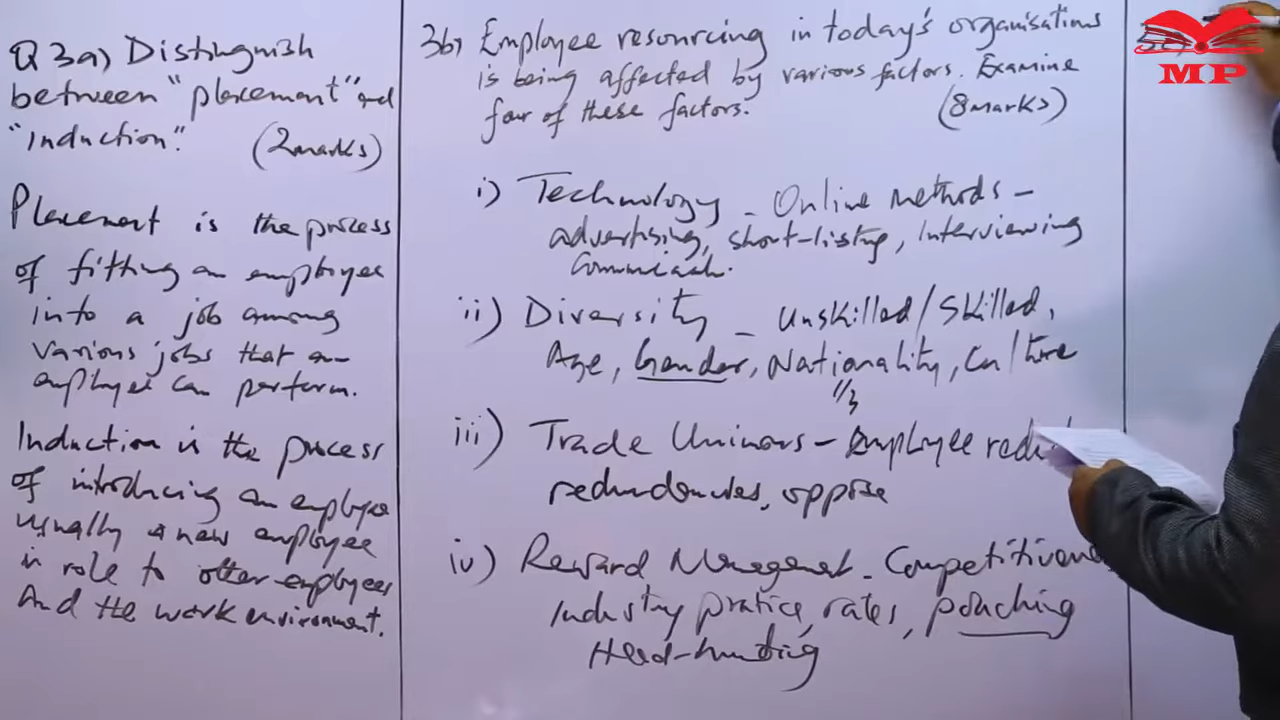 Q 3a) Distinguish
between "placement" and
"Induction." (2marks)
Placement is the process
of fitting an employee
into a job among
various jobs that an
employee can perform.
Induction is the process
of introducing an employee
usually a new employee
in role to other employees
And the work environment.
3b) Employee resourcing in today's organisations
is being affected by various factors. Examine
four of these factors. (8marks)
i) Technology - Online methods -
advertising, short-listing, Interviewing
ii) Diversity - Unskilled/Skilled,
Age, Gender, Nationality, Culture
1/3
iii) Trade Uninons - Employee
redundancies, oppose
iv) Reward Management - Competitiveness
Industry pratice, rates, poaching
Head-hunting
MP